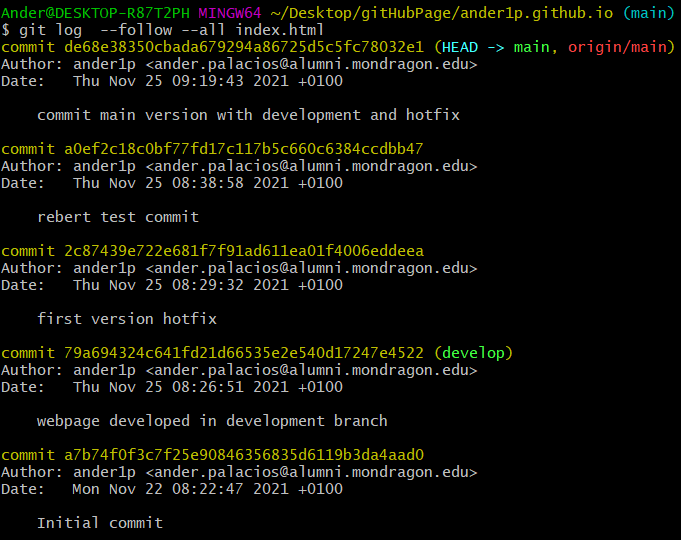 Ander@DESKTOP-R87T2PH MINGW64 ~/Desktop/gitHubPage/ander1p.github.io (main)
$ git log  --follow --all index.html
commit de68e38350cbada679294a86725d5c5fc78032e1 (HEAD -> main, origin/main)
Author: ander1p <ander.palacios@alumni.mondragon.edu>
Date:   Thu Nov 25 09:19:43 2021 +0100
    commit main version with development and hotfix
commit a0ef2c18c0bf77fd17c117b5c660c6384ccdbb47
Author: ander1p <ander.palacios@alumni.mondragon.edu>
Date:   Thu Nov 25 08:38:58 2021 +0100
    rebert test commit
commit 2c87439e722e681f7f91ad611ea01f4006eddeea
Author: ander1p <ander.palacios@alumni.mondragon.edu>
Date:   Thu Nov 25 08:29:32 2021 +0100
    first version hotfix
commit 79a694324c641fd21d66535e2e540d17247e4522 (develop)
Author: ander1p <ander.palacios@alumni.mondragon.edu>
Date:   Thu Nov 25 08:26:51 2021 +0100
    webpage developed in development branch
commit a7b74f0f3c7f25e90846356835d6119b3da4aad0
Author: ander1p <ander.palacios@alumni.mondragon.edu>
Date:   Mon Nov 22 08:22:47 2021 +0100
    Initial commit